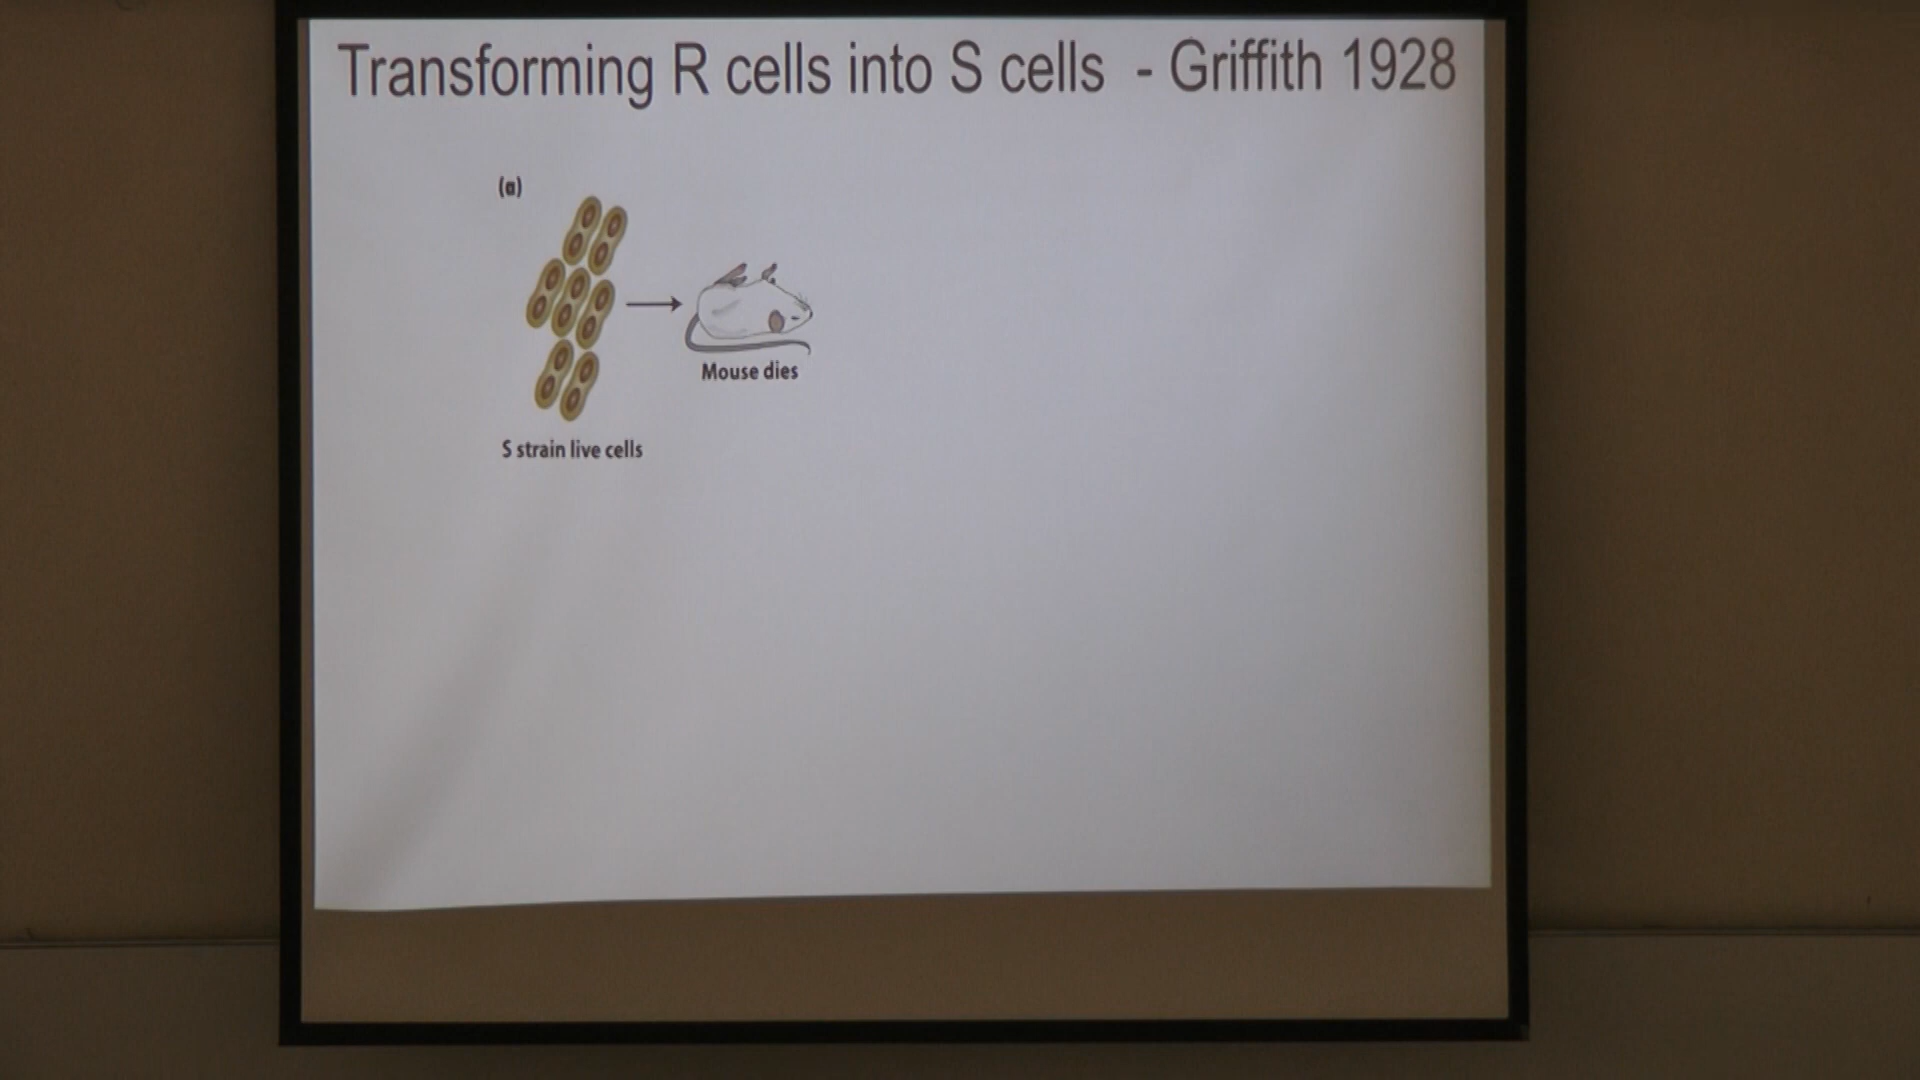 Transforming R cells into S cells - Griffith 1928
(a)
Mouse dies
S strain live cells